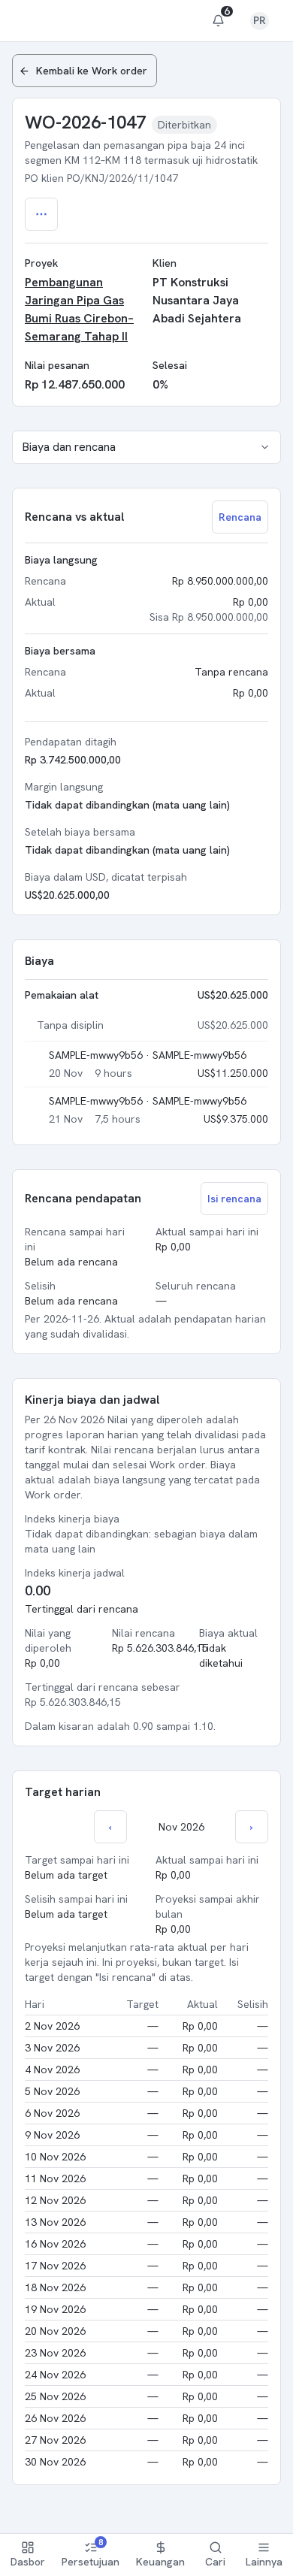 6
PR
← Kembali ke Work order
WO-2026-1047 Diterbitkan
Pengelasan dan pemasangan pipa baja 24 inci
segmen KM 112–KM 118 termasuk uji hidrostatik
PO klien PO/KNJ/2026/11/1047
...
Proyek
Pembangunan
Jaringan Pipa Gas
Bumi Ruas Cirebon–
Semarang Tahap II
Klien
PT Konstruksi
Nusantara Jaya
Abadi Sejahtera
Nilai pesanan
Rp 12.487.650.000
Selesai
0%
Biaya dan rencana
Rencana vs aktual
Rencana
Biaya langsung
Rencana Rp 8.950.000.000,00
Aktual Rp 0,00
Sisa Rp 8.950.000.000,00
Biaya bersama
Rencana Tanpa rencana
Aktual Rp 0,00
Pendapatan ditagih
Rp 3.742.500.000,00
Margin langsung
Tidak dapat dibandingkan (mata uang lain)
Setelah biaya bersama
Tidak dapat dibandingkan (mata uang lain)
Biaya dalam USD, dicatat terpisah
US$20.625.000,00
Biaya
Pemakaian alat US$20.625.000
Tanpa disiplin US$20.625.000
SAMPLE-mwwy9b56 · SAMPLE-mwwy9b56
20 Nov 9 hours US$11.250.000
SAMPLE-mwwy9b56 · SAMPLE-mwwy9b56
21 Nov 7,5 hours US$9.375.000
Rencana pendapatan
Isi rencana
Rencana sampai hari
ini
Belum ada rencana
Aktual sampai hari ini
Rp 0,00
Selisih
Belum ada rencana
Seluruh rencana
—
Per 2026-11-26. Aktual adalah pendapatan harian
yang sudah divalidasi.
Kinerja biaya dan jadwal
Per 26 Nov 2026 Nilai yang diperoleh adalah
progres laporan harian yang telah divalidasi pada
tarif kontrak. Nilai rencana berjalan lurus antara
tanggal mulai dan selesai Work order. Biaya
aktual adalah biaya langsung yang tercatat pada
Work order.
Indeks kinerja biaya
Tidak dapat dibandingkan: sebagian biaya dalam
mata uang lain
Indeks kinerja jadwal
0.00
Tertinggal dari rencana
Nilai yang
diperoleh
Rp 0,00
Nilai rencana
Rp 5.626.303.846,15
Biaya aktual
Tidak
diketahui
Tertinggal dari rencana sebesar
Rp 5.626.303.846,15
Dalam kisaran adalah 0.90 sampai 1.10.
Target harian
‹ Nov 2026 ›
Target sampai hari ini
Belum ada target
Aktual sampai hari ini
Rp 0,00
Selisih sampai hari ini
Belum ada target
Proyeksi sampai akhir
bulan
Rp 0,00
Proyeksi melanjutkan rata-rata aktual per hari
kerja sejauh ini. Ini proyeksi, bukan target. Isi
target dengan "Isi rencana" di atas.
Hari Target Aktual Selisih
2 Nov 2026 — Rp 0,00 —
3 Nov 2026 — Rp 0,00 —
4 Nov 2026 — Rp 0,00 —
5 Nov 2026 — Rp 0,00 —
6 Nov 2026 — Rp 0,00 —
9 Nov 2026 — Rp 0,00 —
10 Nov 2026 — Rp 0,00 —
11 Nov 2026 — Rp 0,00 —
12 Nov 2026 — Rp 0,00 —
13 Nov 2026 — Rp 0,00 —
16 Nov 2026 — Rp 0,00 —
17 Nov 2026 — Rp 0,00 —
18 Nov 2026 — Rp 0,00 —
19 Nov 2026 — Rp 0,00 —
20 Nov 2026 — Rp 0,00 —
23 Nov 2026 — Rp 0,00 —
24 Nov 2026 — Rp 0,00 —
25 Nov 2026 — Rp 0,00 —
26 Nov 2026 — Rp 0,00 —
27 Nov 2026 — Rp 0,00 —
30 Nov 2026 — Rp 0,00 —
8
Dasbor Persetujuan Keuangan Cari Lainnya